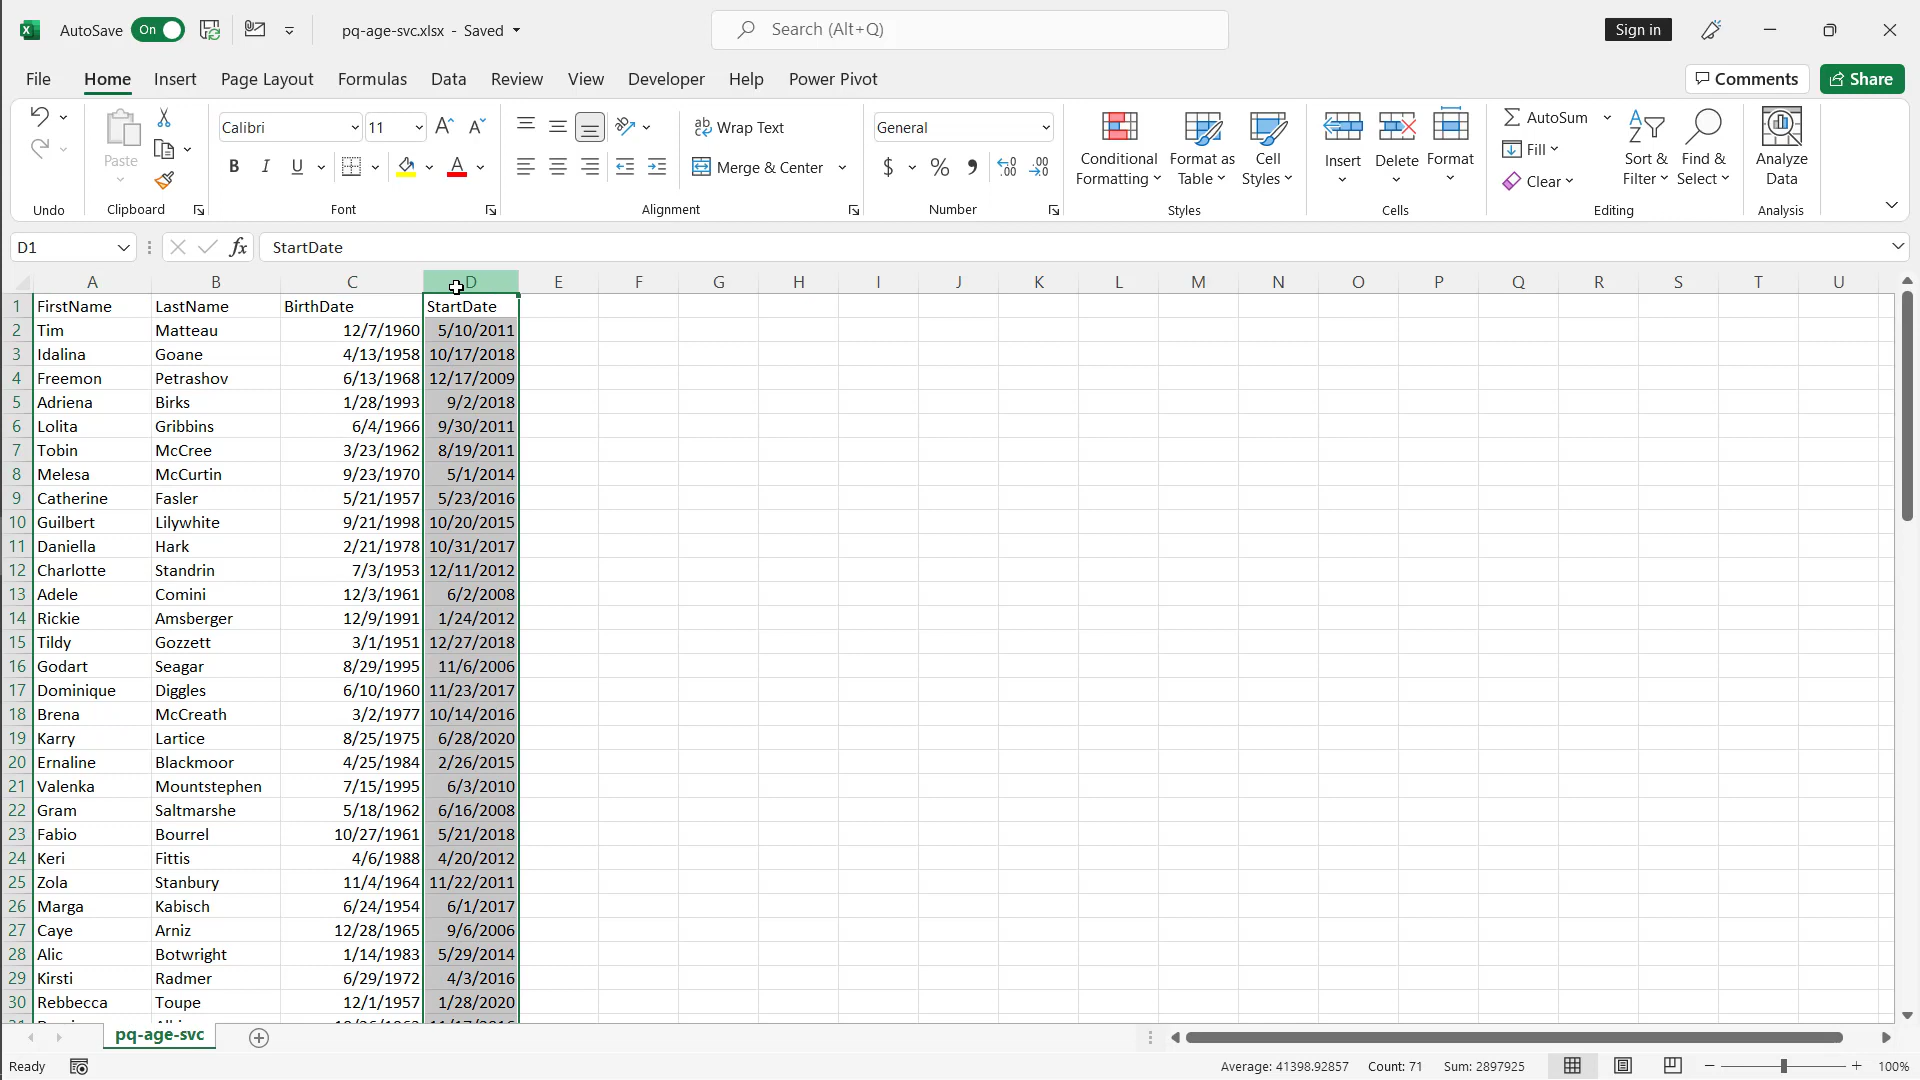 AutoSave On pq-age-svc.xlsx - Saved Search (Alt+Q) Sign in
File Home Insert Page Layout Formulas Data Review View Developer Help Power Pivot Comments Share
Calibri 11 Wrap Text General AutoSum
Paste Conditional Formatting Format as Table Cell Styles Insert Delete Format Fill Sort & Filter Find & Select Analyze Data
B I U Merge & Center $ % Clear
Undo Clipboard Font Alignment Number Styles Cells Editing Analysis
D1 fx StartDate
A B C D E F G H I J K L M N O P Q R S T U
1 FirstName LastName BirthDate StartDate
2 Tim Matteau 12/7/1960 5/10/2011
3 Idalina Goane 4/13/1958 10/17/2018
4 Freemon Petrashov 6/13/1968 12/17/2009
5 Adriena Birks 1/28/1993 9/2/2018
6 Lolita Gribbins 6/4/1966 9/30/2011
7 Tobin McCree 3/23/1962 8/19/2011
8 Melesa McCurtin 9/23/1970 5/1/2014
9 Catherine Fasler 5/21/1957 5/23/2016
10 Guilbert Lilywhite 9/21/1998 10/20/2015
11 Daniella Hark 2/21/1978 10/31/2017
12 Charlotte Standrin 7/3/1953 12/11/2012
13 Adele Comini 12/3/1961 6/2/2008
14 Rickie Amsberger 12/9/1991 1/24/2012
15 Tildy Gozzett 3/1/1951 12/27/2018
16 Godart Seagar 8/29/1995 11/6/2006
17 Dominique Diggles 6/10/1960 11/23/2017
18 Brena McCreath 3/2/1977 10/14/2016
19 Karry Lartice 8/25/1975 6/28/2020
20 Ernaline Blackmoor 4/25/1984 2/26/2015
21 Valenka Mountstephen 7/15/1995 6/3/2010
22 Gram Saltmarshe 5/18/1962 6/16/2008
23 Fabio Bourrel 10/27/1961 5/21/2018
24 Keri Fittis 4/6/1988 4/20/2012
25 Zola Stanbury 11/4/1964 11/22/2011
26 Marga Kabisch 6/24/1954 6/1/2017
27 Caye Arniz 12/28/1965 9/6/2006
28 Alic Botwright 1/14/1983 5/29/2014
29 Kirsti Radmer 6/29/1972 4/3/2016
30 Rebbecca Toupe 12/1/1957 1/28/2020
pq-age-svc
Ready Average: 41398.92857 Count: 71 Sum: 2897925 100%